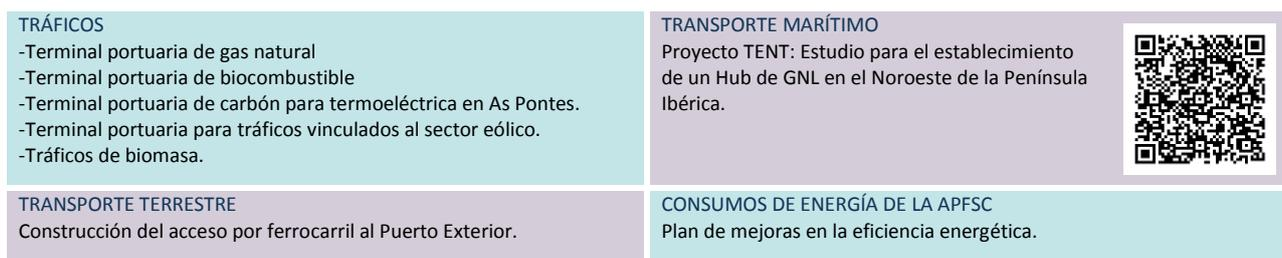 TRÁFICOS
-Terminal portuaria de gas natural
-Terminal portuaria de biocombustible
-Terminal portuaria de carbón para termoeléctrica en As Pontes.
-Terminal portuaria para tráficos vinculados al sector eólico.
-Tráficos de biomasa.
TRANSPORTE MARÍTIMO
Proyecto TENT: Estudio para el establecimiento
de un Hub de GNL en el Noroeste de la Península
Ibérica.
TRANSPORTE TERRESTRE
Construcción del acceso por ferrocarril al Puerto Exterior.
CONSUMOS DE ENERGÍA DE LA APFSC
Plan de mejoras en la eficiencia energética.